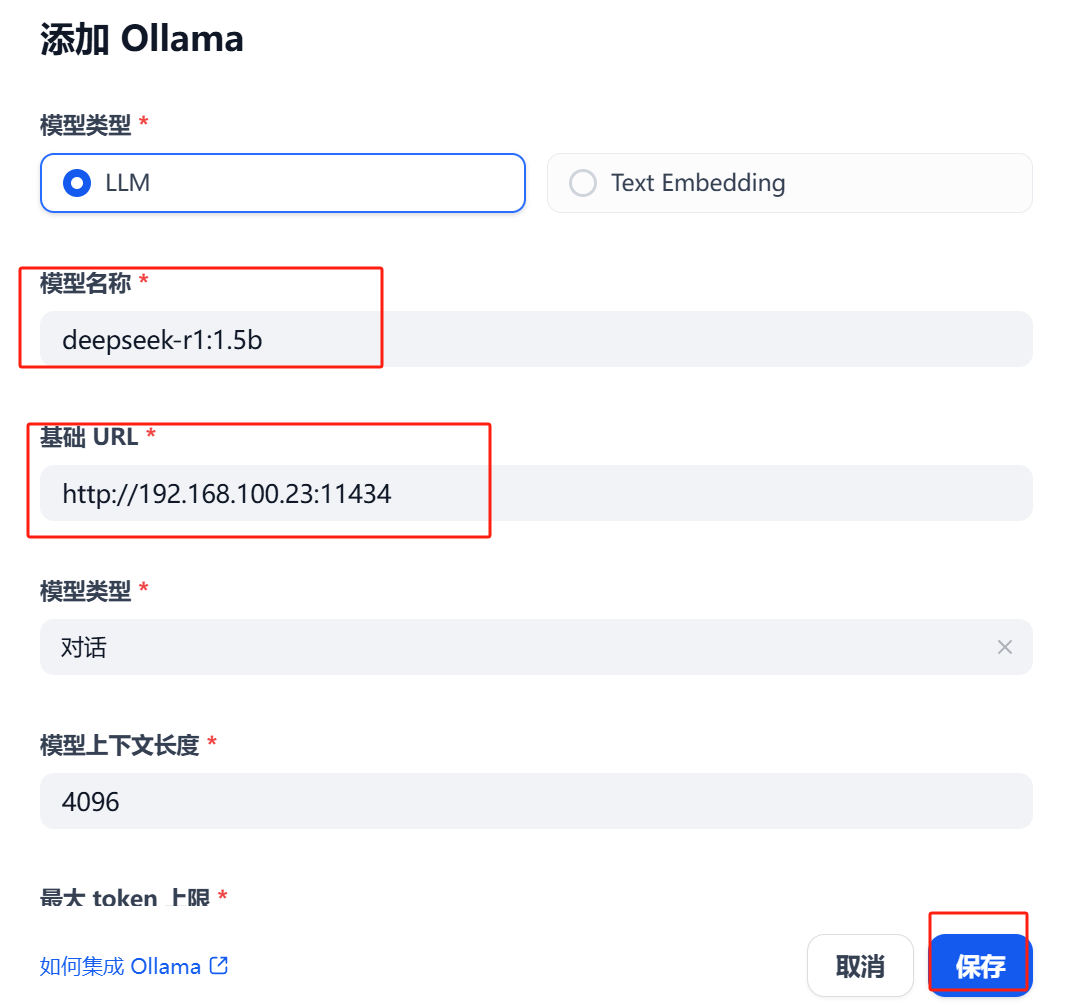 添加 Ollama
模型类型 *
LLM
Text Embedding
模型名称 *
deepseek-r1:1.5b
基础 URL *
http://192.168.100.23:11434
模型类型 *
对话
模型上下文长度 *
4096
最大 token 上限 *
如何集成 Ollama
取消
保存